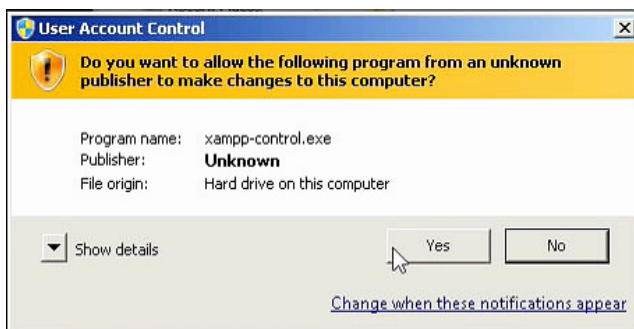 User Account Control
Do you want to allow the following program from an unknown
publisher to make changes to this computer?
Program name: xampp-control.exe
Publisher: Unknown
File origin: Hard drive on this computer
Show details
Yes
No
Change when these notifications appear